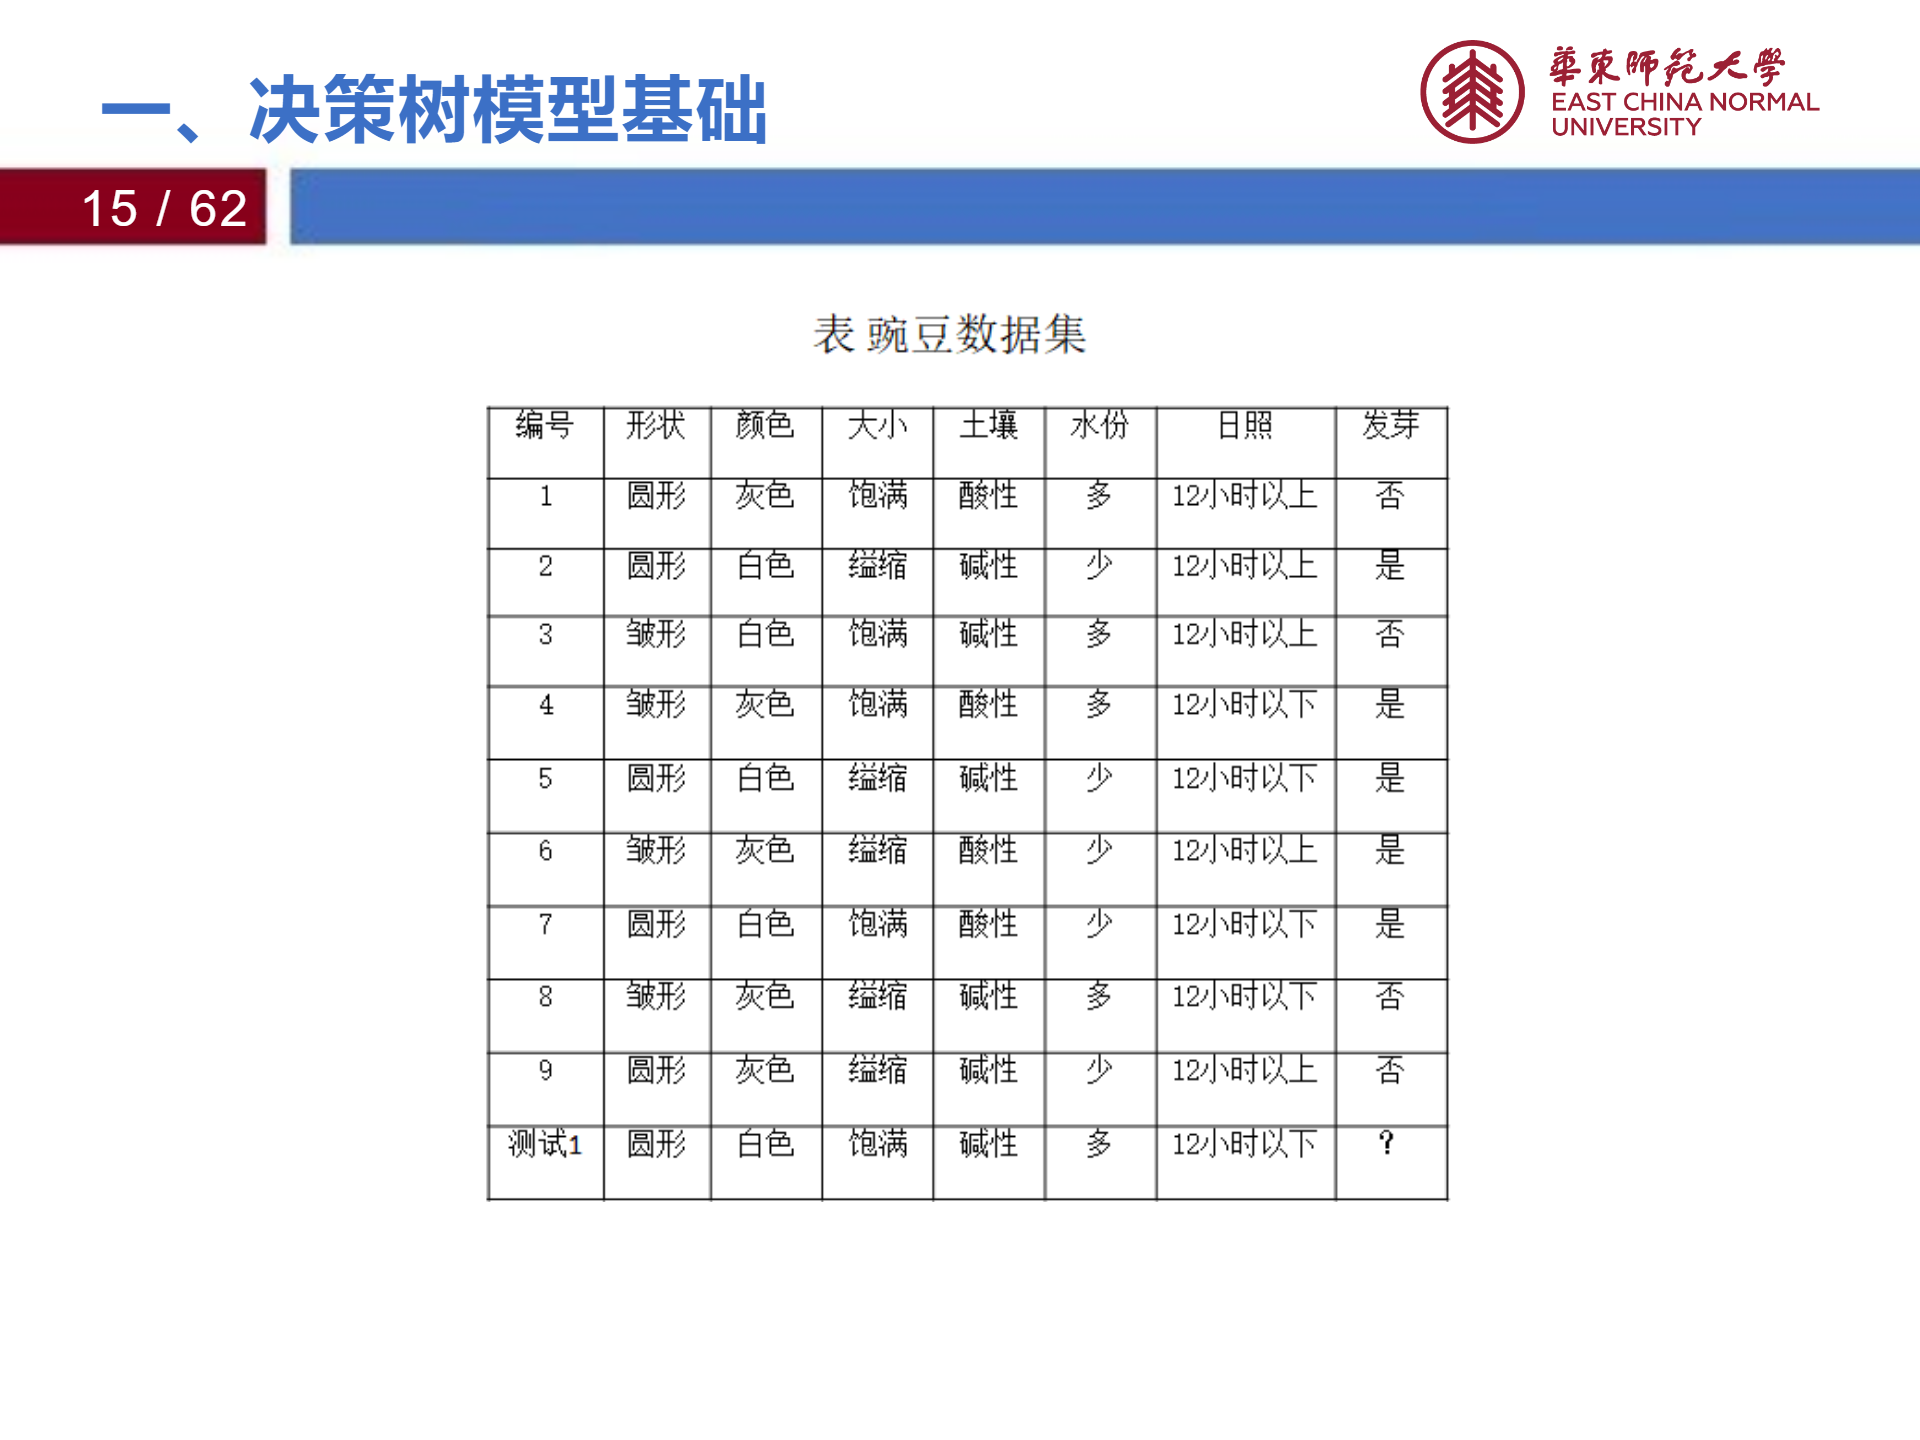 一、决策树模型基础
華東師範大學
EAST CHINA NORMAL
UNIVERSITY
15 / 62
表 豌豆数据集
编号 形状 颜色 大小 土壤 水份 日照 发芽
1 圆形 灰色 饱满 酸性 多 12小时以上 否
2 圆形 白色 缢缩 碱性 少 12小时以上 是
3 皱形 白色 饱满 碱性 多 12小时以上 否
4 皱形 灰色 饱满 酸性 多 12小时以下 是
5 圆形 白色 缢缩 碱性 少 12小时以下 是
6 皱形 灰色 缢缩 酸性 少 12小时以上 是
7 圆形 白色 饱满 酸性 少 12小时以下 是
8 皱形 灰色 缢缩 碱性 多 12小时以下 否
9 圆形 灰色 缢缩 碱性 少 12小时以上 否
测试1 圆形 白色 饱满 碱性 多 12小时以下 ?